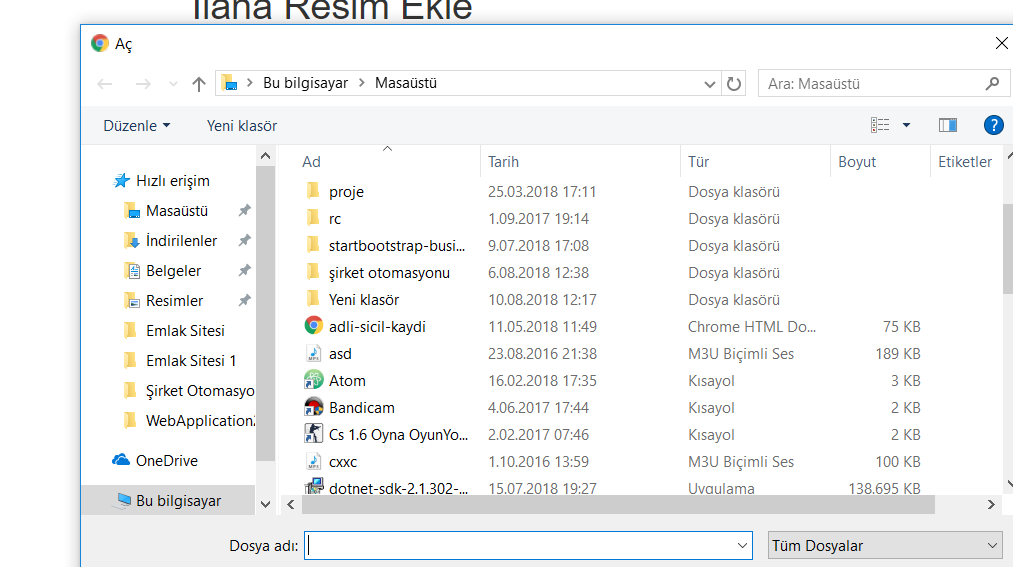 İlana Resim Ekle
Aç
Bu bilgisayar > Masaüstü
Ara: Masaüstü
Düzenle Yeni klasör
Ad Tarih Tür Boyut Etiketler
Hızlı erişim
Masaüstü
İndirilenler
Belgeler
Resimler
Emlak Sitesi
Emlak Sitesi 1
Şirket Otomasyo
WebApplication
OneDrive
Bu bilgisayar
proje 25.03.2018 17:11 Dosya klasörü
rc 1.09.2017 19:14 Dosya klasörü
startbootstrap-busi... 9.07.2018 17:08 Dosya klasörü
şirket otomasyonu 6.08.2018 12:38 Dosya klasörü
Yeni klasör 10.08.2018 12:17 Dosya klasörü
adli-sicil-kaydi 11.05.2018 11:49 Chrome HTML Do... 75 KB
asd 23.08.2016 21:38 M3U Biçimli Ses 189 KB
Atom 16.02.2018 17:35 Kısayol 3 KB
Bandicam 4.06.2017 17:44 Kısayol 2 KB
Cs 1.6 Oyna OyunYo... 2.02.2017 07:46 Kısayol 2 KB
cxxc 1.10.2016 13:59 M3U Biçimli Ses 100 KB
dotnet-sdk-2.1.302-... 15.07.2018 19:27 Uygulama 138.695 KB
Dosya adı: Tüm Dosyalar